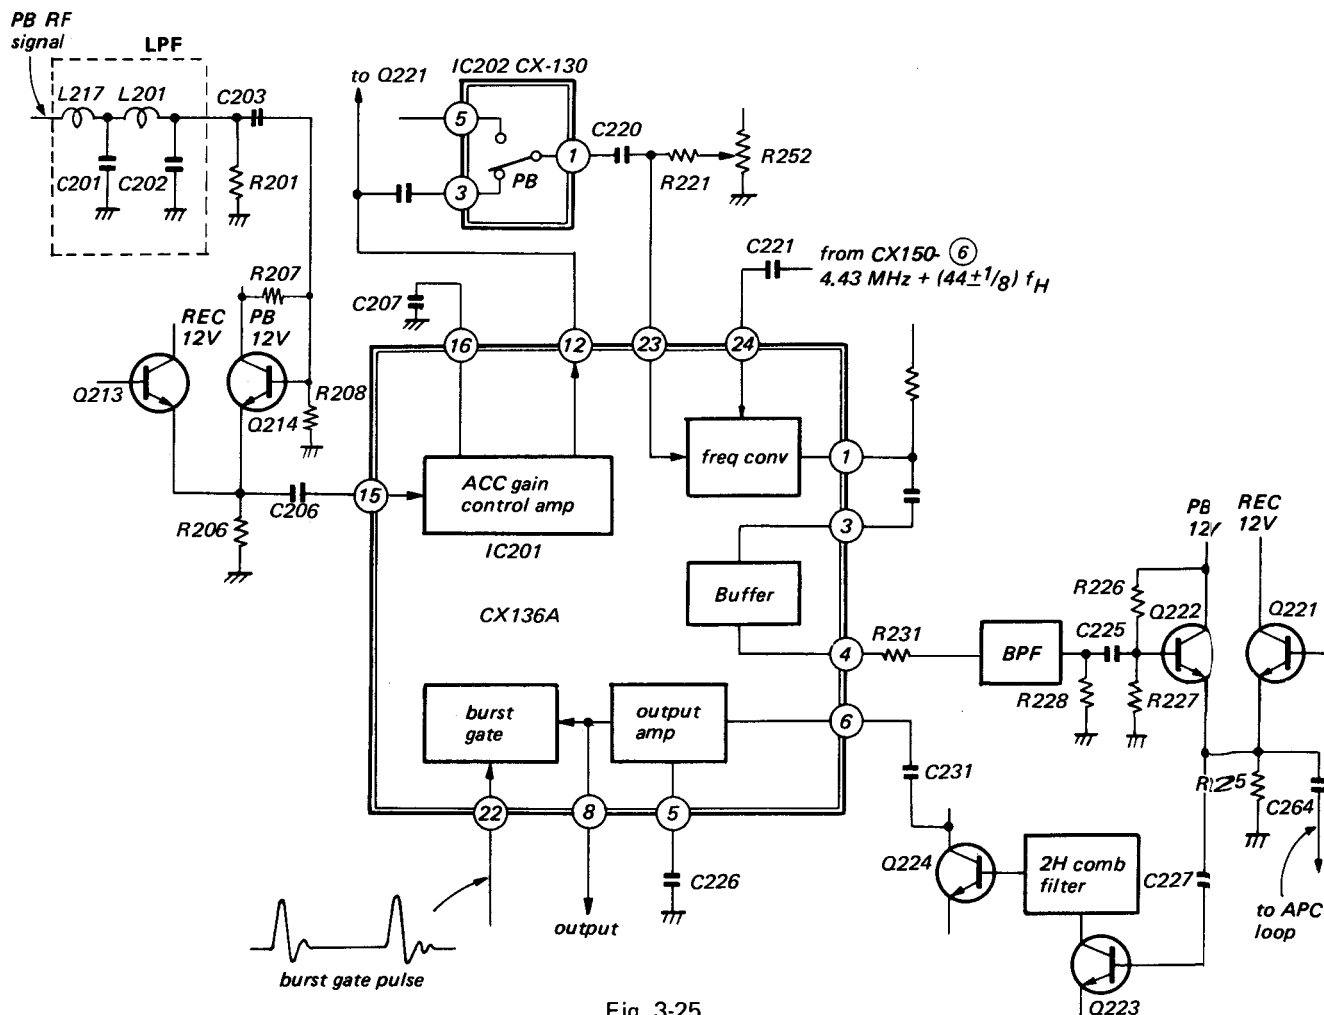 PB RF
signal
LPF
L217
L201
C203
C201
C202
R201
to Q221
IC202 CX-130
5
3
PB
1
C220
R221
R252
C221
from CX150- 6
4.43 MHz + (44±1/8) fH
R207
REC
12V
PB
12V
Q213
Q214
R208
C207
16
12
23
24
freq conv
1
ACC gain
control amp
IC201
15
C206
R206
3
CX136A
Buffer
4
R231
BPF
C225
R228
R226
R227
Q222
PB
12V
REC
12V
Q221
burst
gate
output
amp
6
C231
22
8
5
C226
output
burst gate pulse
Q224
2H comb
filter
C227
C264
to APC
loop
Q223
Fig. 3-25